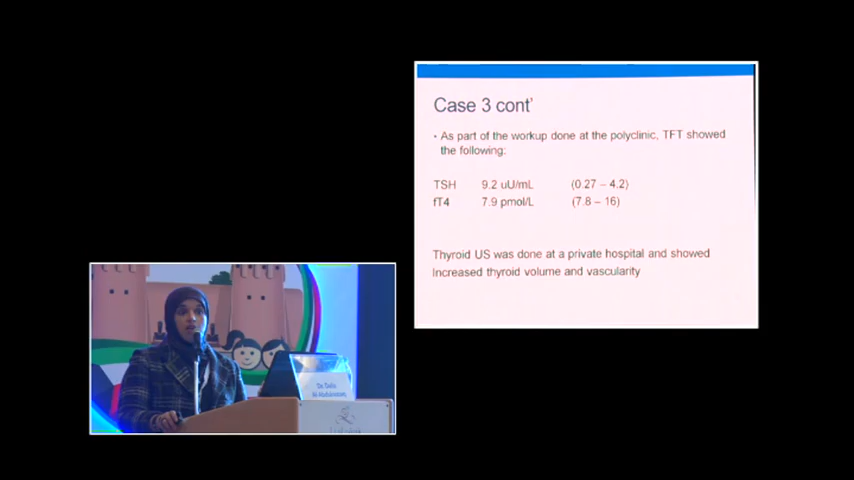 Case 3 cont'
• As part of the workup done at the polyclinic, TFT showed
the following:
TSH 9.2 uU/mL (0.27 – 4.2)
fT4 7.9 pmol/L (7.8 – 16)
Thyroid US was done at a private hospital and showed
Increased thyroid volume and vascularity